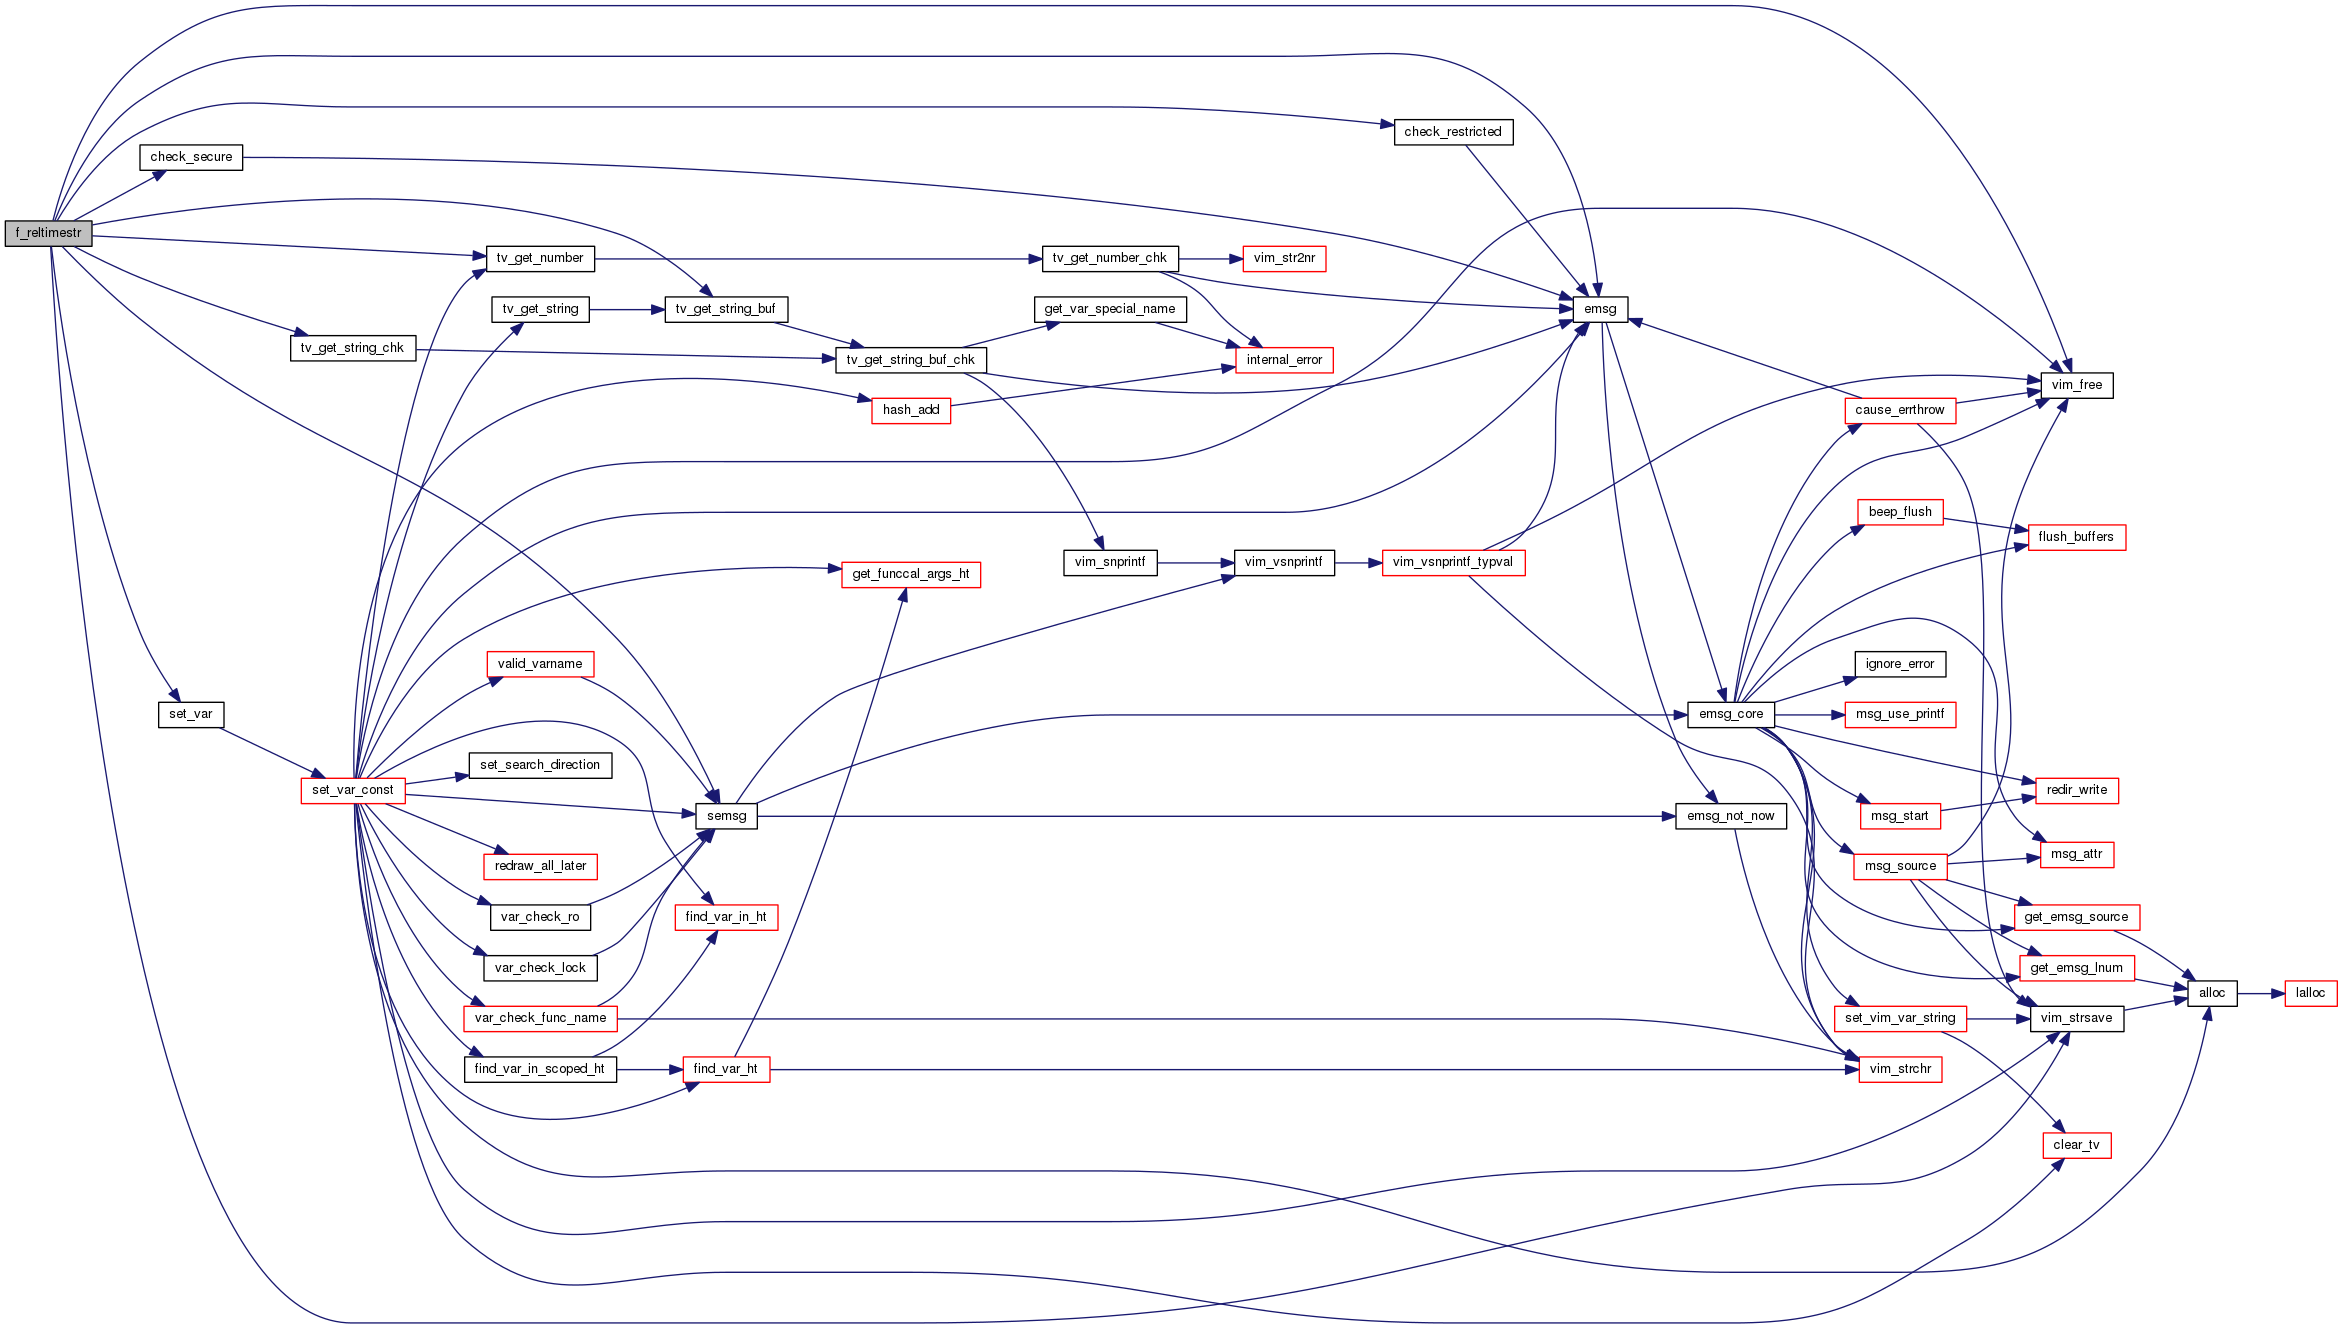 check_restricted
check_secure
f_reltimestr
tv_get_number
tv_get_number_chk
vim_str2nr
tv_get_string
tv_get_string_buf
get_var_special_name
emsg
tv_get_string_chk
tv_get_string_buf_chk
internal_error
vim_free
hash_add
cause_errthrow
beep_flush
flush_buffers
vim_snprintf
vim_vsnprintf
vim_vsnprintf_typval
get_funccal_args_ht
valid_varname
ignore_error
set_var
emsg_core
msg_use_printf
set_search_direction
set_var_const
redir_write
semsg
emsg_not_now
msg_start
redraw_all_later
msg_source
msg_attr
var_check_ro
find_var_in_ht
get_emsg_source
var_check_lock
get_emsg_lnum
alloc
lalloc
var_check_func_name
set_vim_var_string
vim_strsave
find_var_in_scoped_ht
find_var_ht
vim_strchr
clear_tv